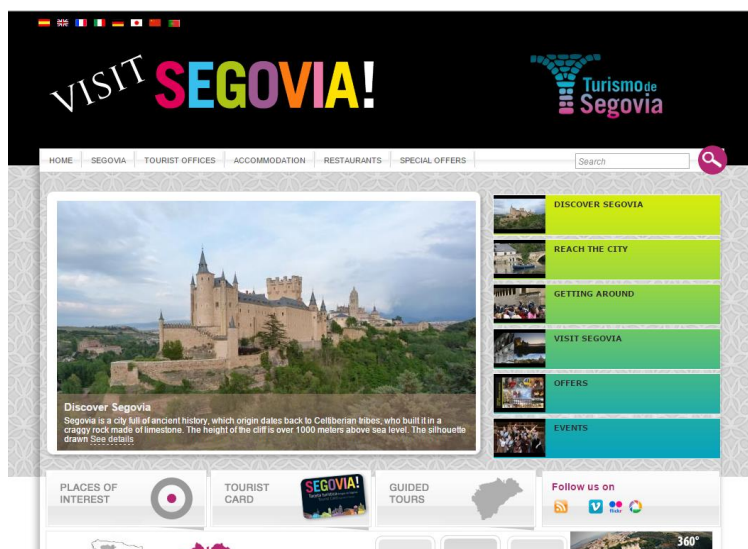 VISIT SEGOVIA!
Turismo de
Segovia
HOME SEGOVIA TOURIST OFFICES ACCOMMODATION RESTAURANTS SPECIAL OFFERS Search
DISCOVER SEGOVIA
REACH THE CITY
GETTING AROUND
VISIT SEGOVIA
OFFERS
EVENTS
Discover Segovia
Segovia is a city full of ancient history, which origin dates back to Celtiberian tribes, who built it in a
craggy rock made of limestone. The height of the cliff is over 1000 meters above sea level. The silhouette
drawn See details
PLACES OF
INTEREST
TOURIST
CARD
SEGOVIA!
GUIDED
TOURS
Follow us on
flickr
360°